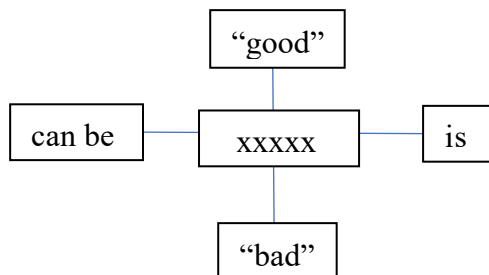 “good”
can be
xxxxx
is
“bad”